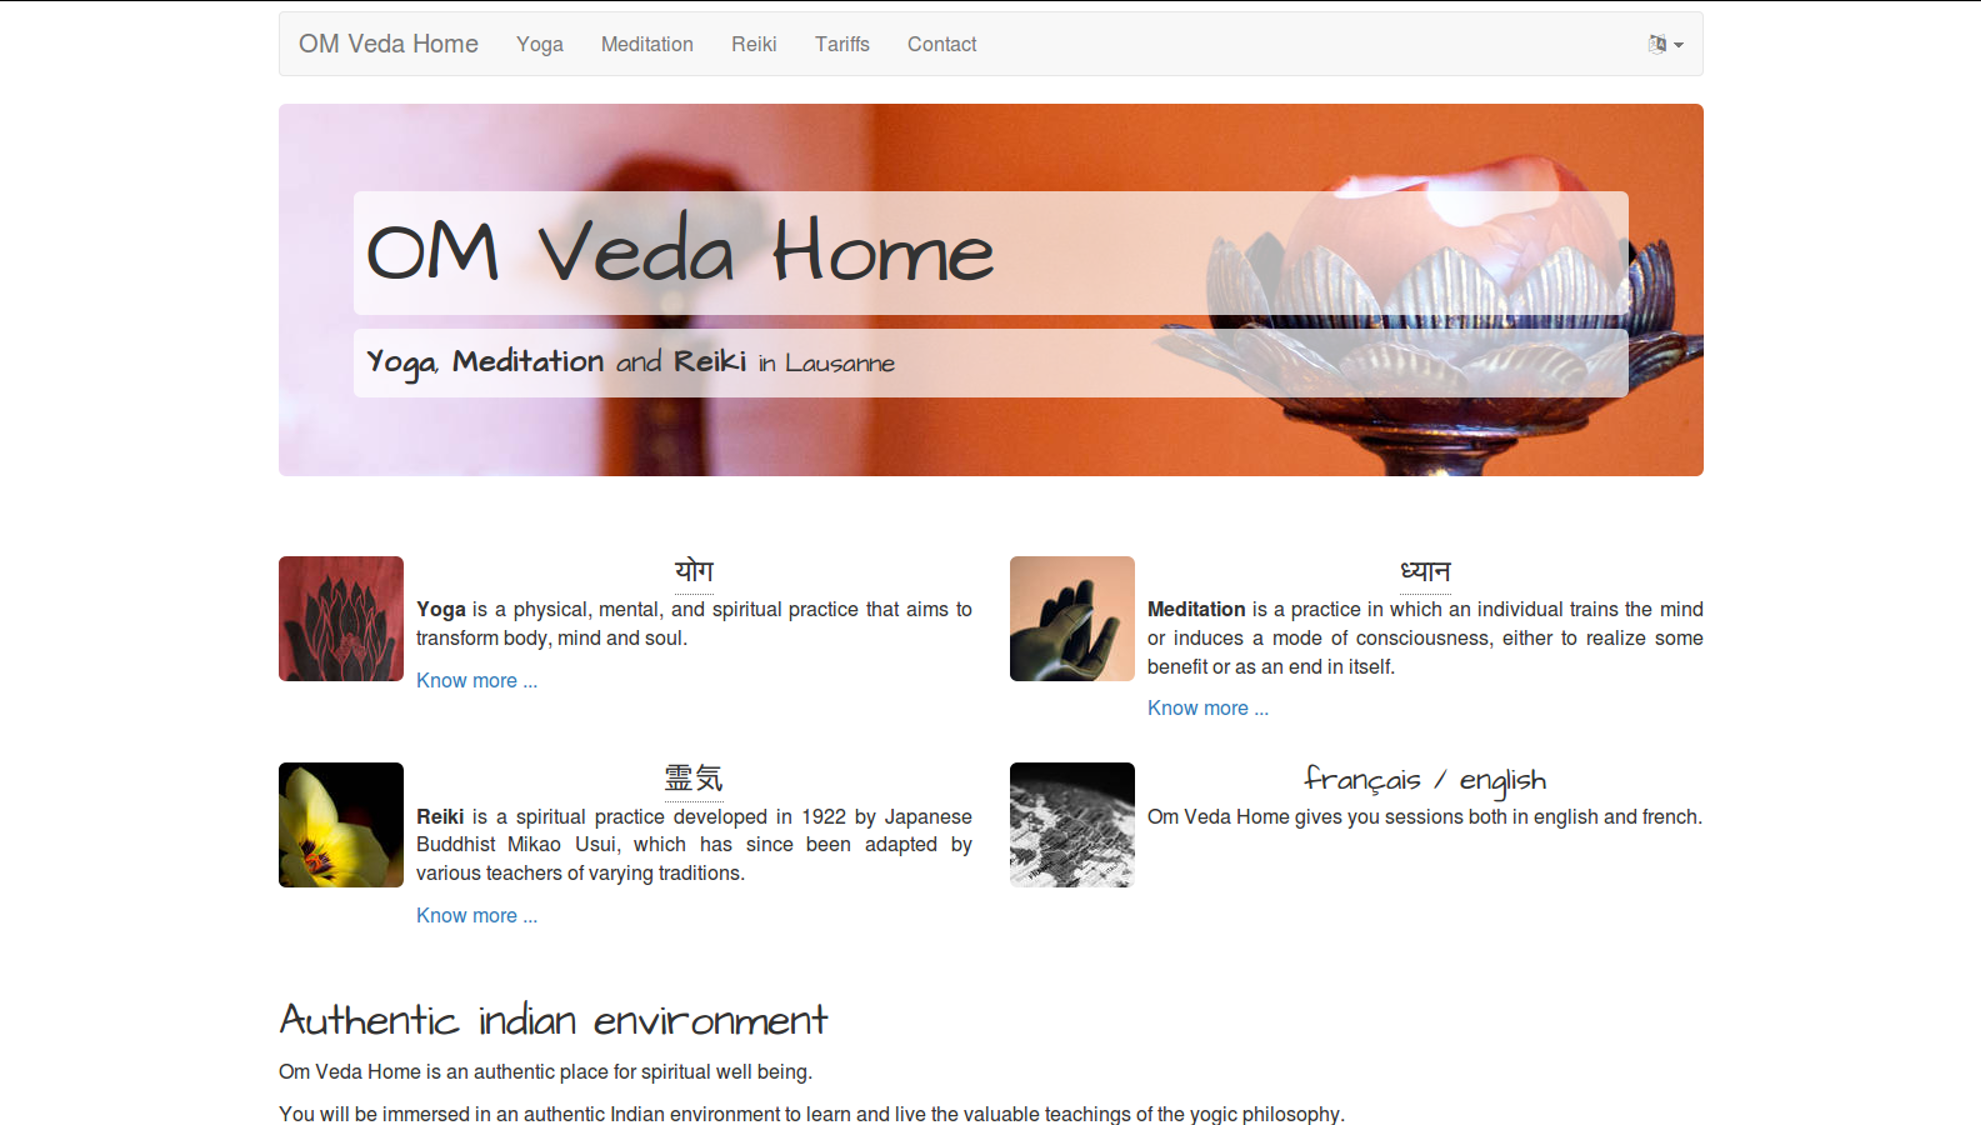 OM Veda Home Yoga Meditation Reiki Tariffs Contact
OM Veda Home
Yoga, Meditation and Reiki in Lausanne
योग
Yoga is a physical, mental, and spiritual practice that aims to
transform body, mind and soul.
Know more ...
ध्यान
Meditation is a practice in which an individual trains the mind
or induces a mode of consciousness, either to realize some
benefit or as an end in itself.
Know more ...
霊気
Reiki is a spiritual practice developed in 1922 by Japanese
Buddhist Mikao Usui, which has since been adapted by
various teachers of varying traditions.
Know more ...
français / english
Om Veda Home gives you sessions both in english and french.
Authentic indian environment
Om Veda Home is an authentic place for spiritual well being.
You will be immersed in an authentic Indian environment to learn and live the valuable teachings of the yogic philosophy.